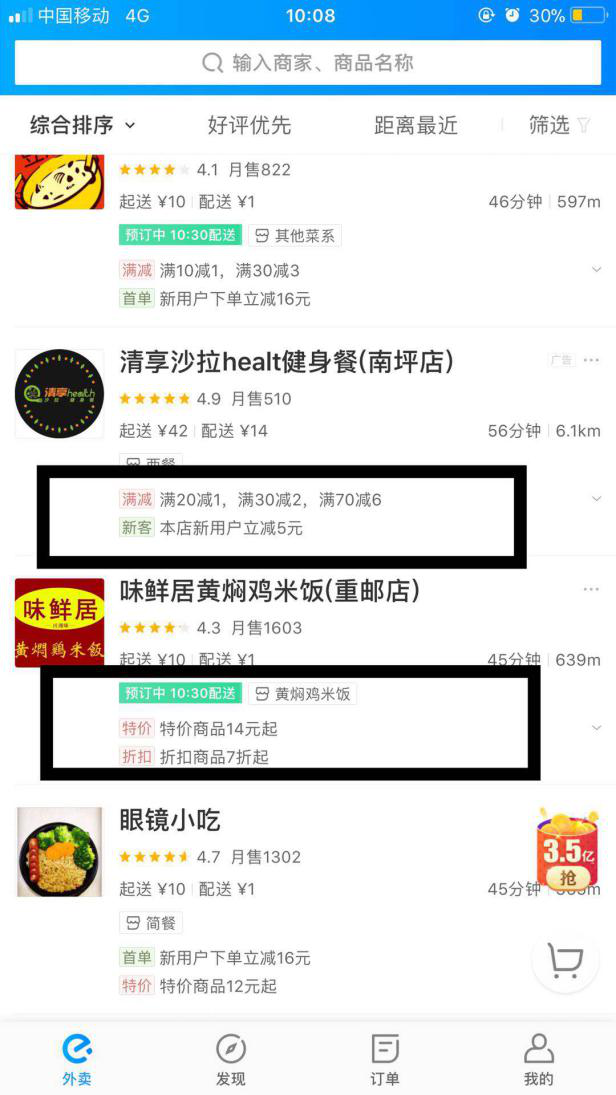 中国移动 4G 10:08 30%
输入商家、商品名称
综合排序 好评优先 距离最近 筛选
4.1 月售822
起送 ¥10 配送 ¥1 46分钟 597m
预订中 10:30配送 其他菜系
满减 满10减1，满30减3
首单 新用户下单立减16元
清享沙拉healt健身餐(南坪店) 广告
清享health
沙拉 健身餐
4.9 月售510
起送 ¥42 配送 ¥14 56分钟 6.1km
西餐
满减 满20减1，满30减2，满70减6
新客 本店新用户立减5元
味鲜居黄焖鸡米饭(重邮店)
味鲜居
黄焖鷄米飯
4.3 月售1603
起送 ¥10 配送 ¥1 45分钟 639m
预订中 10:30配送 黄焖鸡米饭
特价 特价商品14元起
折扣 折扣商品7折起
眼镜小吃
4.7 月售1302
起送 ¥10 配送 ¥1 45分钟
3.5亿
抢
简餐
首单 新用户下单立减16元
特价 特价商品12元起
外卖 发现 订单 我的